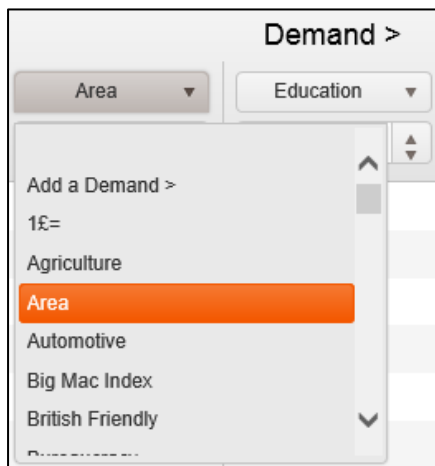 Demand >
Area Education
Add a Demand >
1£=
Agriculture
Area
Automotive
Big Mac Index
British Friendly